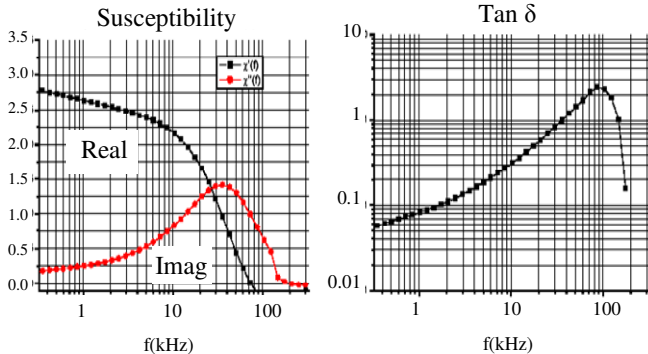 Susceptibility
3.5
3.0
2.5
2.0
1.5
1.0
0.5
0.0
χ'(f)
χ''(f)
Real
Imag
1 10 100
f(kHz)
Tan δ
10
1
0.1
0.01
1 10 100
f(kHz)